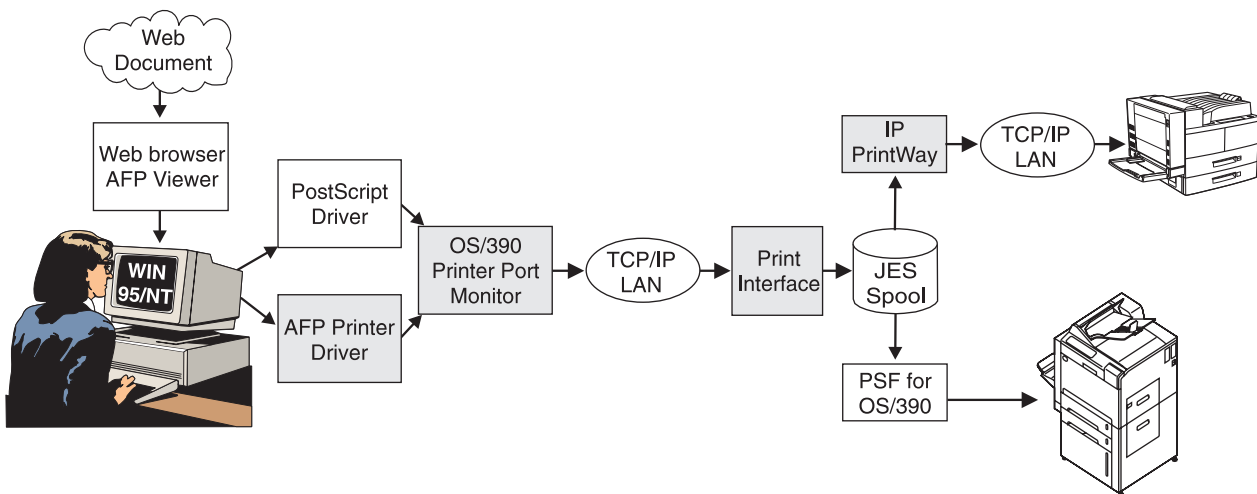 Web
Document
Web browser
AFP Viewer
WIN
95/NT
PostScript
Driver
AFP Printer
Driver
OS/390
Printer Port
Monitor
TCP/IP
LAN
Print
Interface
JES
Spool
IP
PrintWay
TCP/IP
LAN
PSF for
OS/390